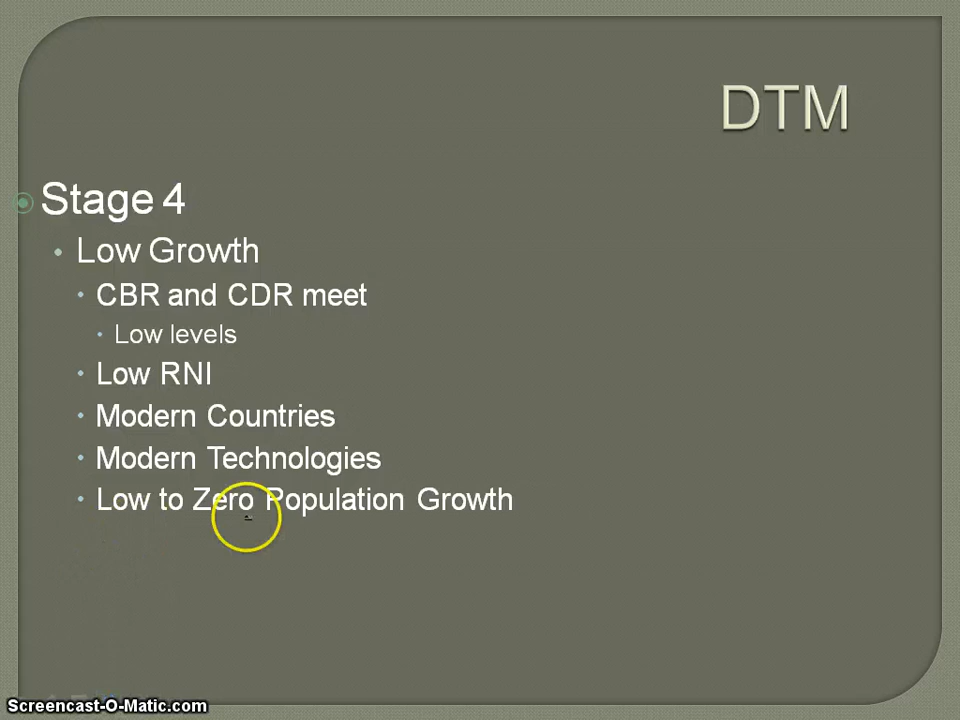 DTM
Stage 4
Low Growth
CBR and CDR meet
Low levels
Low RNI
Modern Countries
Modern Technologies
Low to Zero Population Growth
Screencast-O-Matic.com